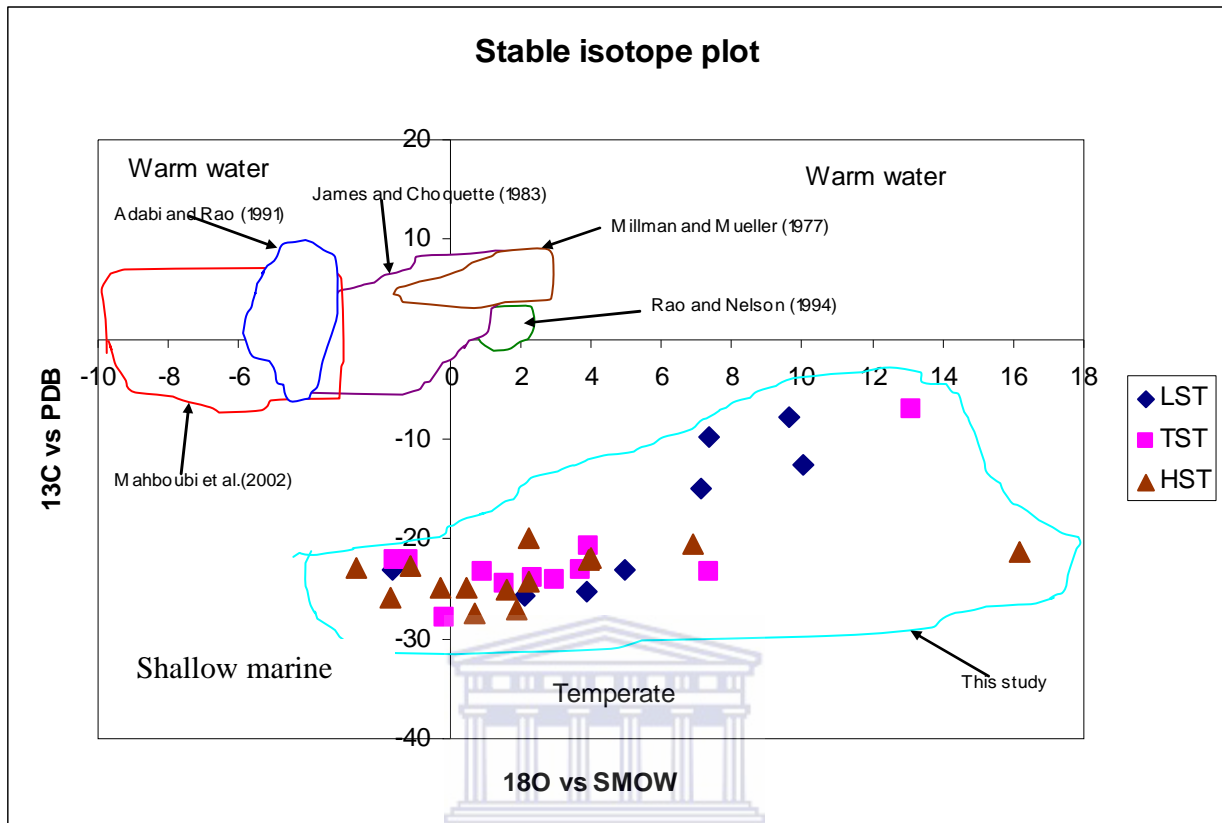 Stable isotope plot
20
Warm water
Warm water
James and Choquette (1983)
Adabi and Rao (1991)
Millman and Mueller (1977)
10
Rao and Nelson (1994)
0
-10
-6
-2
0
2
4
6
8
10
12
14
16
18
13C vs PDB
LST
TST
HST
-10
Mahboubi et al.(2002)
-20
-30
Shallow marine
Temperate
This study
-40
18O vs SMOW